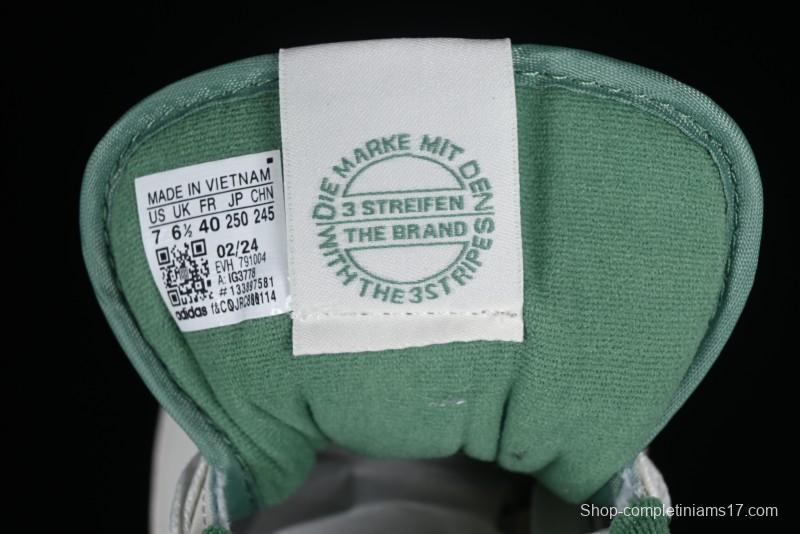 MADE IN VIETNAM
US UK FR JP CHN
7 6½ 40 250 245
02/24
EVH 791004
A: IG3778
# 133897581
adidas
DIE MARKE MIT DEN
3 STREIFEN
THE BRAND
WITH THE 3 STRIPES
Shop-completiniams17.com